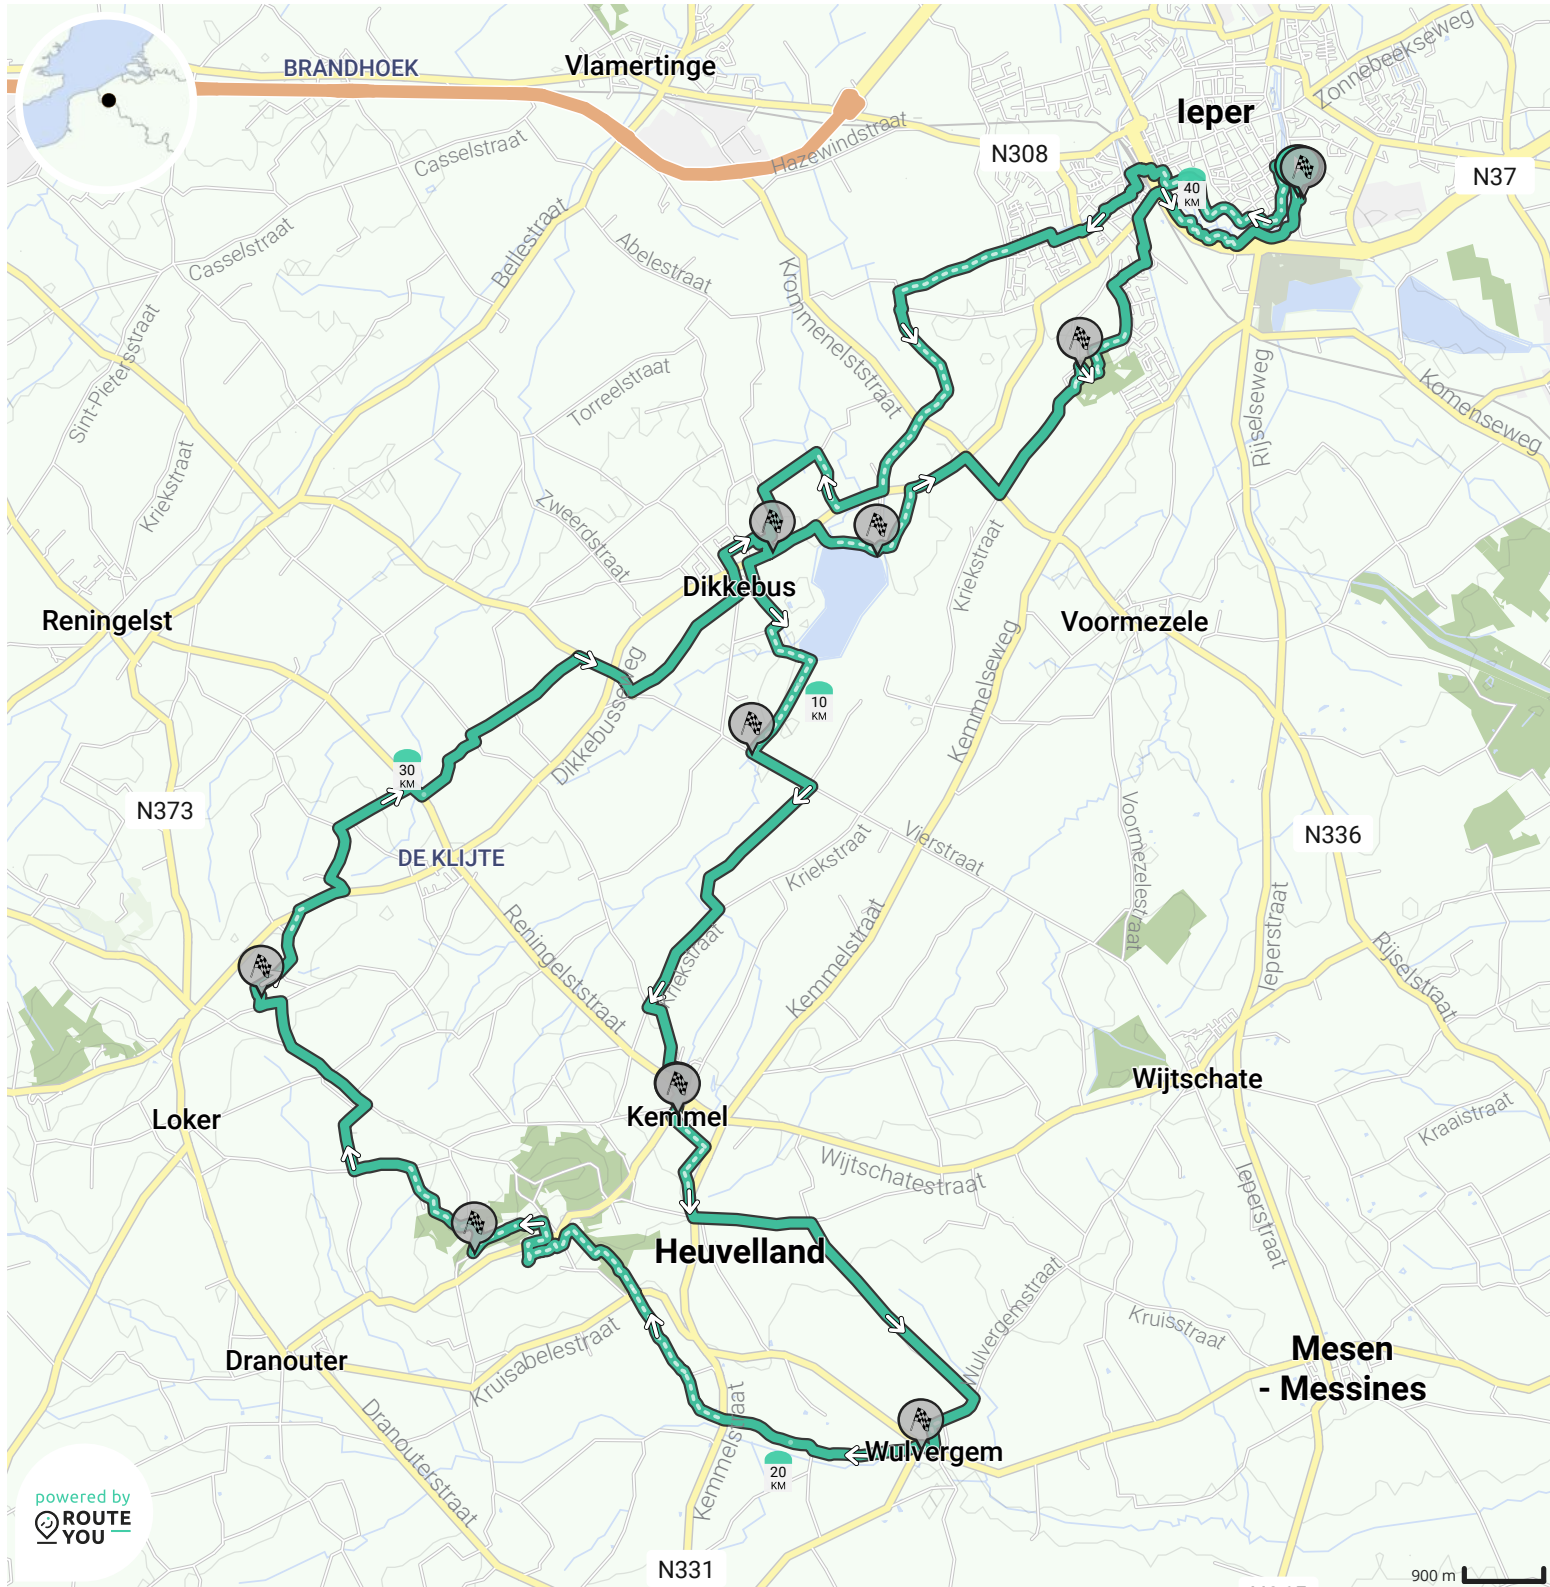 BRANDHOEK
Vlamertinge
Ieper
Zonnebeekseweg
Casselstraat
Hazewindstraat
N308
N37
40
KM
Casselstraat
Bellestraat
Abelestraat
Krommenelststraat
Sint-Pietersstraat
Torreelstraat
Rijselseweg
Komenseweg
Kriekstraat
Zweerdstraat
Kriekstraat
Dikkebus
Reningelst
Voormezele
Kemmelseweg
Dikkebusseweg
10
KM
30
KM
N373
DE KLIJTE
Kriekstraat
Vierstraat
Voormezelestraat
N336
Reningelststraat
Kriekstraat
Kemmelstraat
Ieperstraat
Rijselstraat
Loker
Kemmel
Wijtschate
Kraaistraat
Wijtschatestraat
Ieperstraat
Heuvelland
Wulvergemstraat
Kruisstraat
Dranouter
Kruisabelestraat
Mesen
- Messines
Dranouterstraat
Kemmelstraat
Wulvergem
20
KM
powered by
ROUTE
YOU
N331
900 m